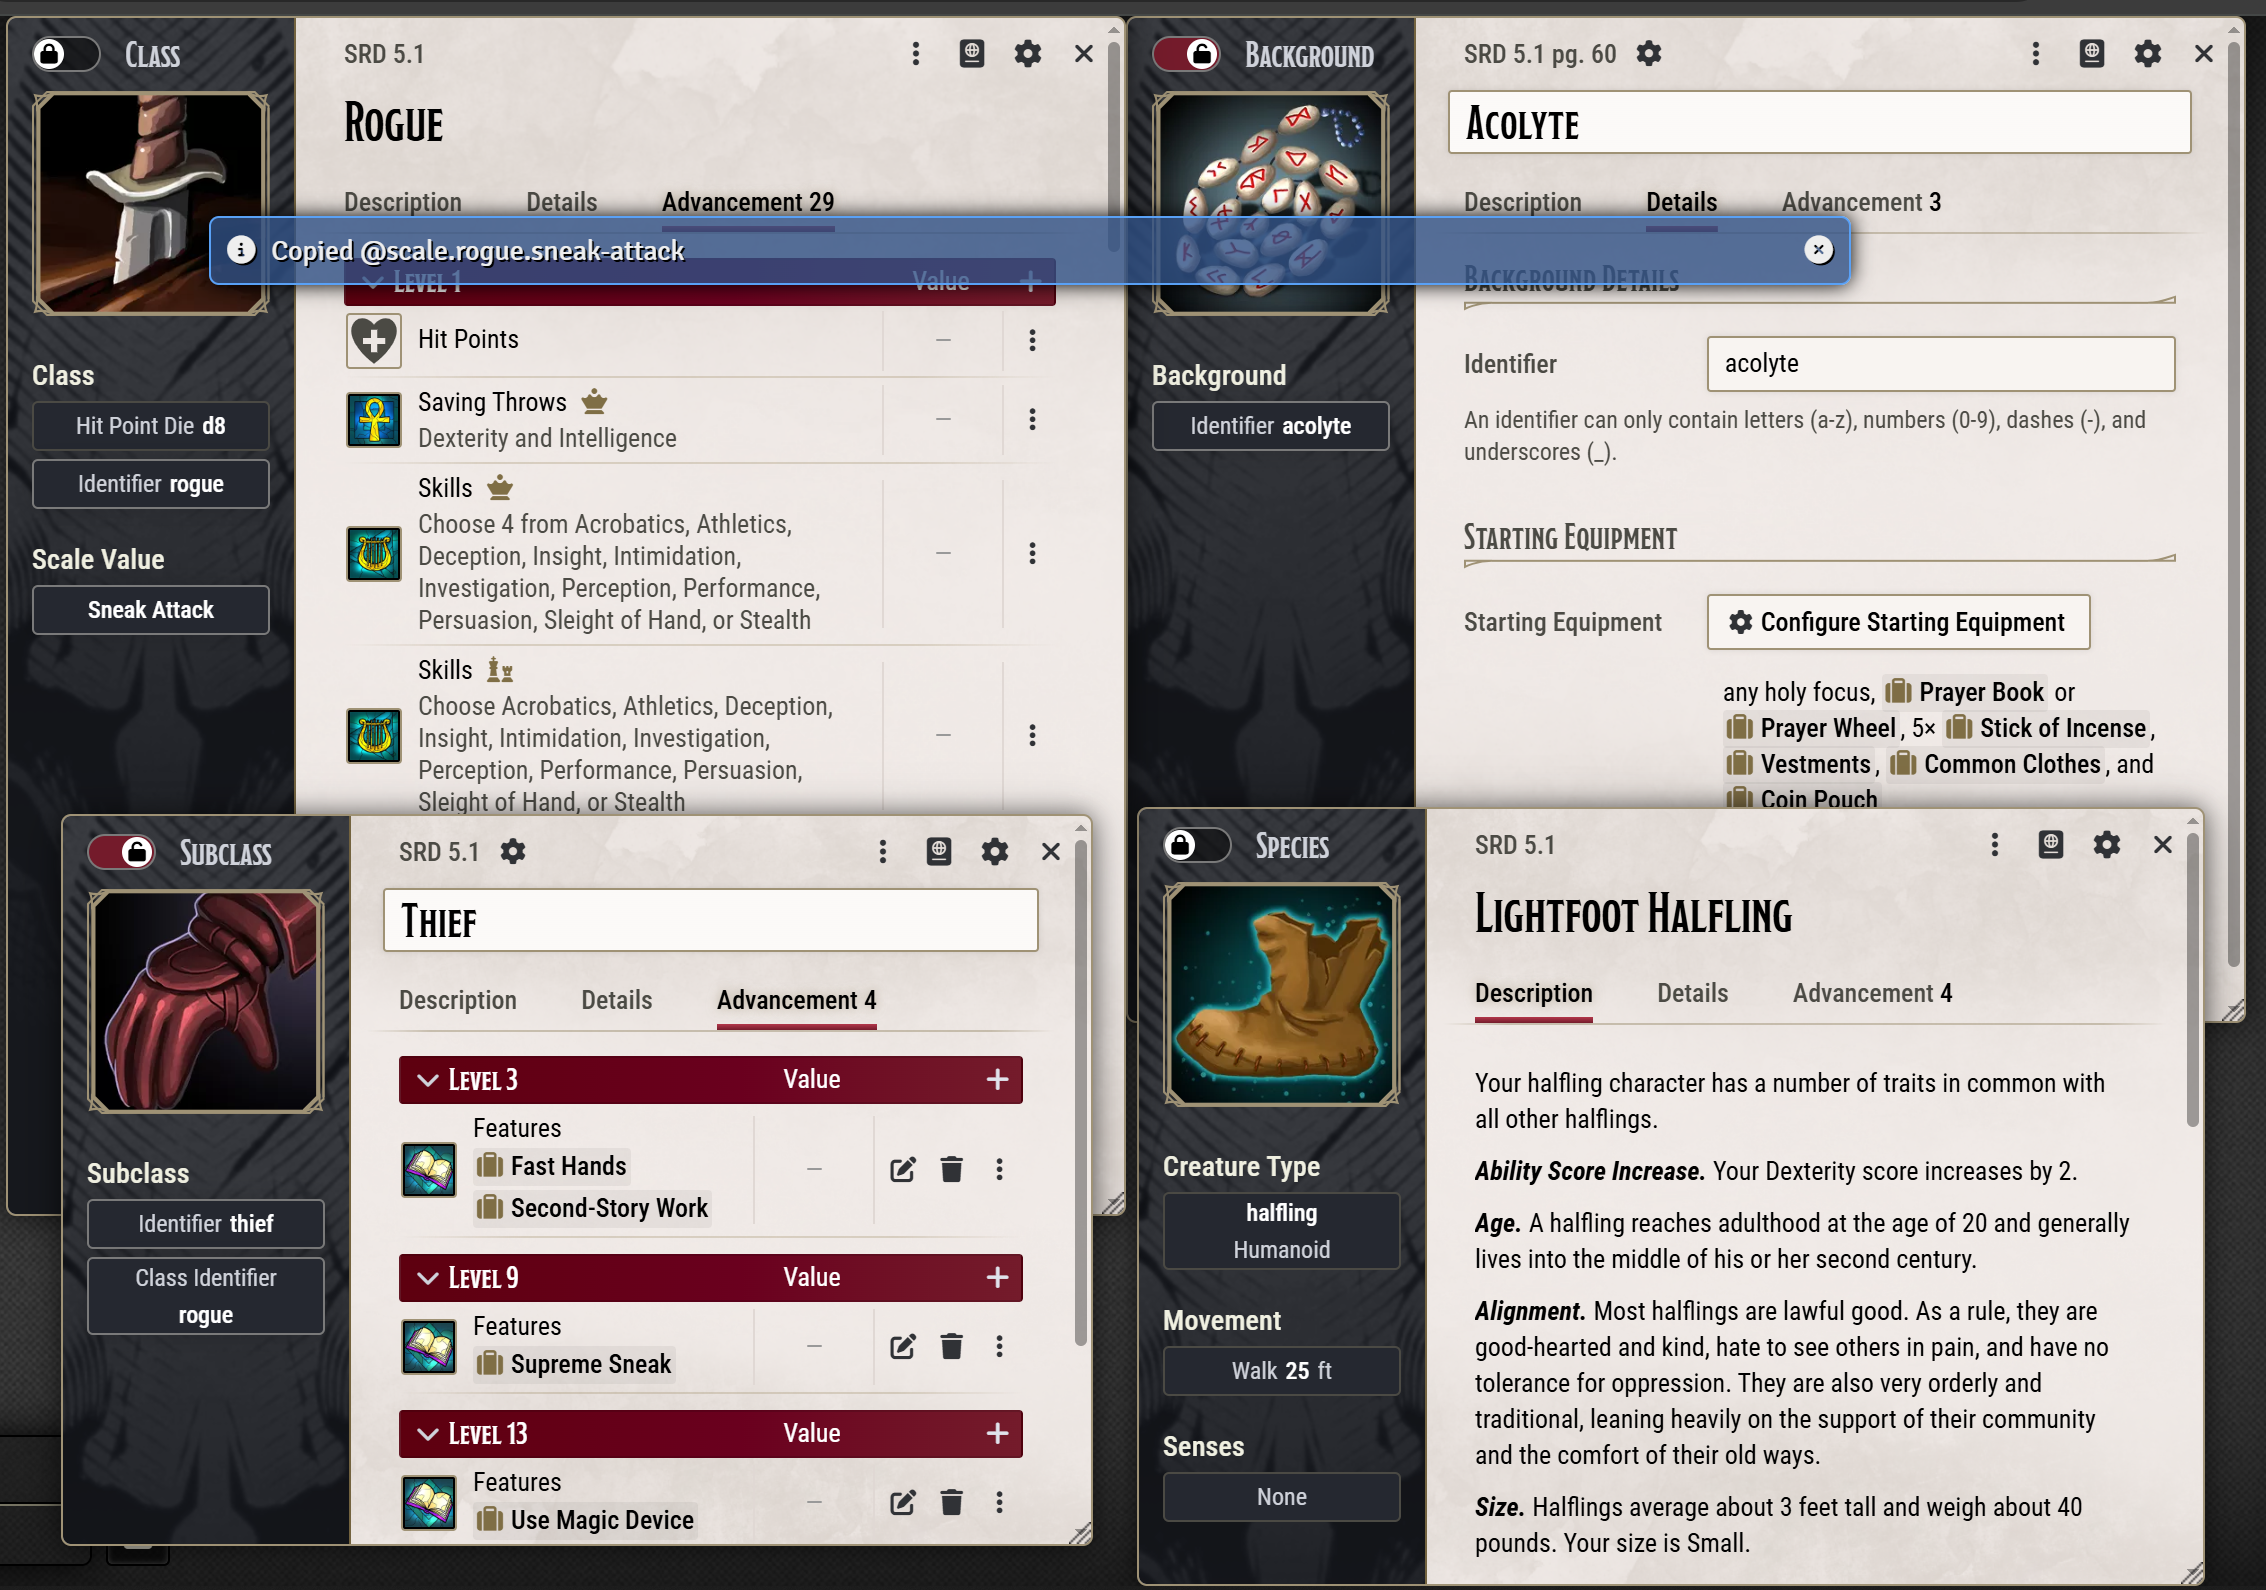 Class
SRD 5.1
Rogue
Description Details Advancement 29
Copied @scale.rogue.sneak-attack
Level 1 Value
Hit Points
—
Saving Throws
Dexterity and Intelligence
—
Skills
Choose 4 from Acrobatics, Athletics,
Deception, Insight, Intimidation,
Investigation, Perception, Performance,
Persuasion, Sleight of Hand, or Stealth
—
Skills
Choose Acrobatics, Athletics, Deception,
Insight, Intimidation, Investigation,
Perception, Performance, Persuasion,
Sleight of Hand, or Stealth
—
Class
Hit Point Die d8
Identifier rogue
Scale Value
Sneak Attack
Background
SRD 5.1 pg. 60
Acolyte
Description Details Advancement 3
Background Details
Identifier acolyte
An identifier can only contain letters (a-z), numbers (0-9), dashes (-), and
underscores (_).
Starting Equipment
Starting Equipment Configure Starting Equipment
any holy focus, Prayer Book or
Prayer Wheel, 5× Stick of Incense,
Vestments, Common Clothes, and
Coin Pouch
Background
Identifier acolyte
Subclass
SRD 5.1
Thief
Description Details Advancement 4
Level 3 Value
Features
Fast Hands
Second-Story Work
—
Level 9 Value
Features
Supreme Sneak
—
Level 13 Value
Features
Use Magic Device
—
Subclass
Identifier thief
Class Identifier
rogue
Species
SRD 5.1
Lightfoot Halfling
Description Details Advancement 4
Your halfling character has a number of traits in common with
all other halflings.
Ability Score Increase. Your Dexterity score increases by 2.
Age. A halfling reaches adulthood at the age of 20 and generally
lives into the middle of his or her second century.
Alignment. Most halflings are lawful good. As a rule, they are
good-hearted and kind, hate to see others in pain, and have no
tolerance for oppression. They are also very orderly and
traditional, leaning heavily on the support of their community
and the comfort of their old ways.
Size. Halflings average about 3 feet tall and weigh about 40
pounds. Your size is Small.
Creature Type
halfling
Humanoid
Movement
Walk 25 ft
Senses
None